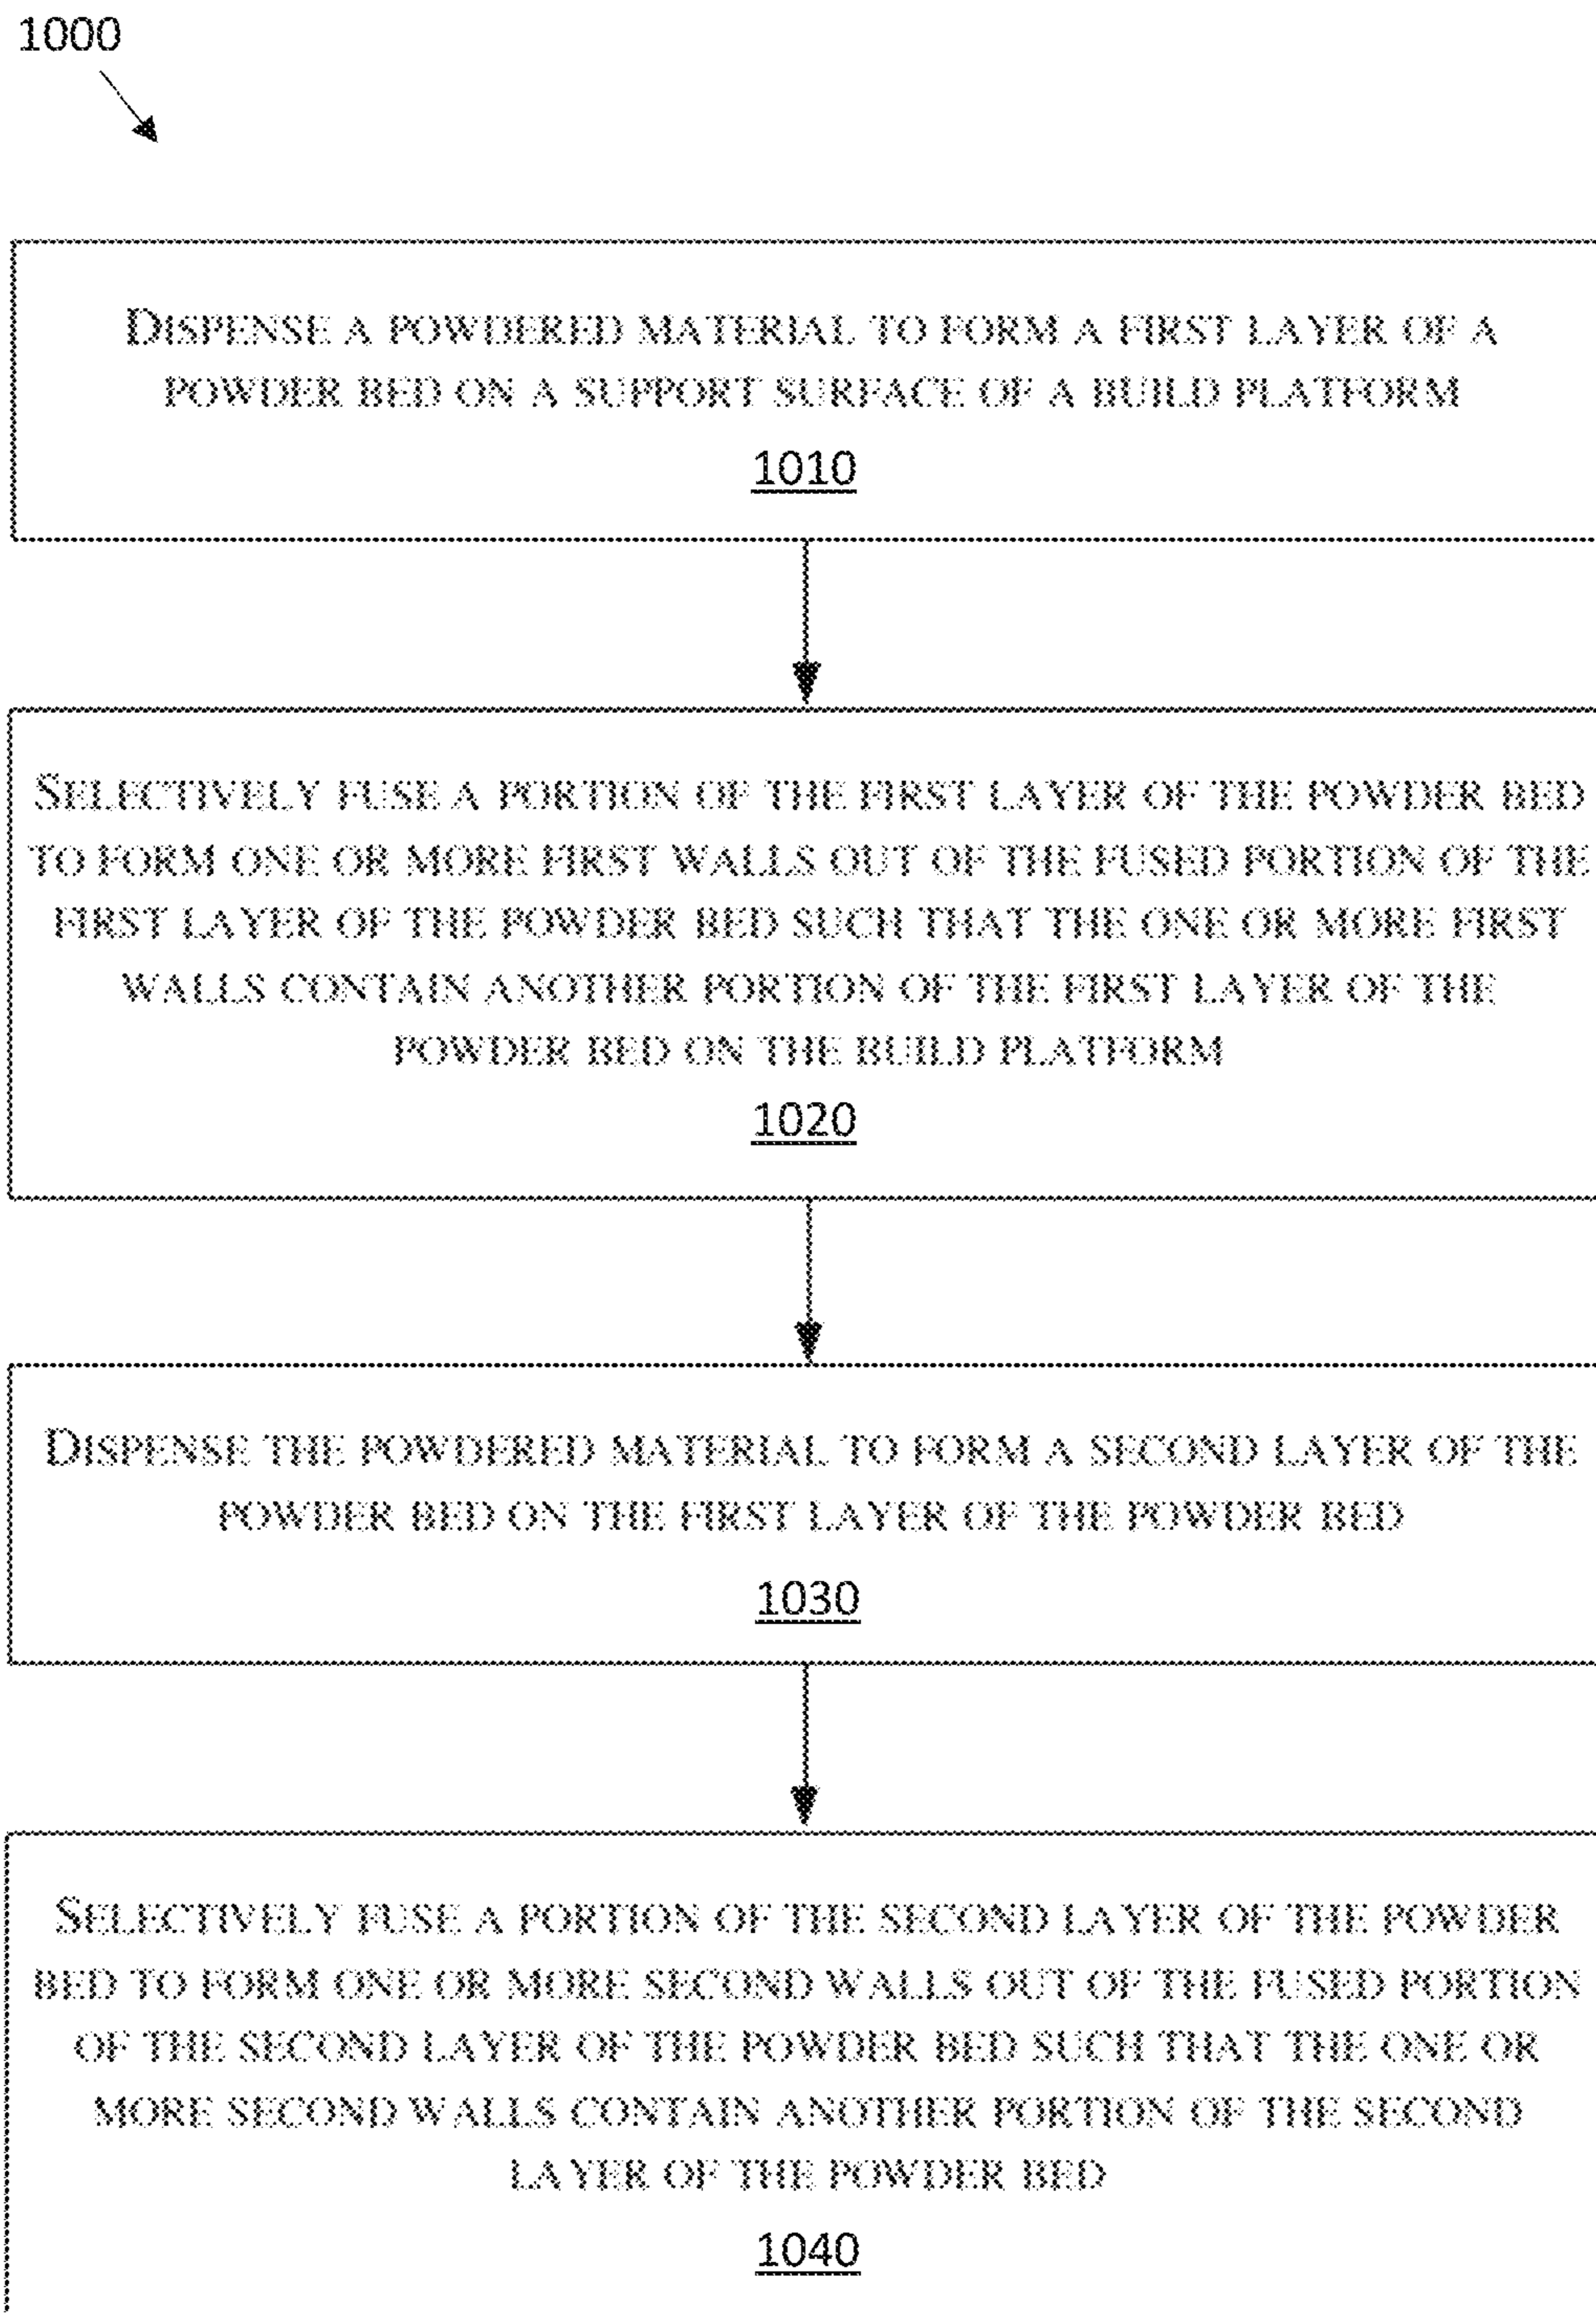 1000
DISPENSE A POWDERED MATERIAL TO FORM A FIRST LAYER OF A
POWDER BED ON A SUPPORT SURFACE OF A BUILD PLATFORM
1010
SELECTIVELY FUSE A PORTION OF THE FIRST LAYER OF THE POWDER BED
TO FORM ONE OR MORE FIRST WALLS OUT OF THE FUSED PORTION OF THE
FIRST LAYER OF THE POWDER BED SUCH THAT THE ONE OR MORE FIRST
WALLS CONTAIN ANOTHER PORTION OF THE FIRST LAYER OF THE
POWDER BED ON THE BUILD PLATFORM
1020
DISPENSE THE POWDERED MATERIAL TO FORM A SECOND LAYER OF THE
POWDER BED ON THE FIRST LAYER OF THE POWDER BED
1030
SELECTIVELY FUSE A PORTION OF THE SECOND LAYER OF THE POWDER
BED TO FORM ONE OR MORE SECOND WALLS OUT OF THE FUSED PORTION
OF THE SECOND LAYER OF THE POWDER BED SUCH THAT THE ONE OR
MORE SECOND WALLS CONTAIN ANOTHER PORTION OF THE SECOND
LAYER OF THE POWDER BED
1040